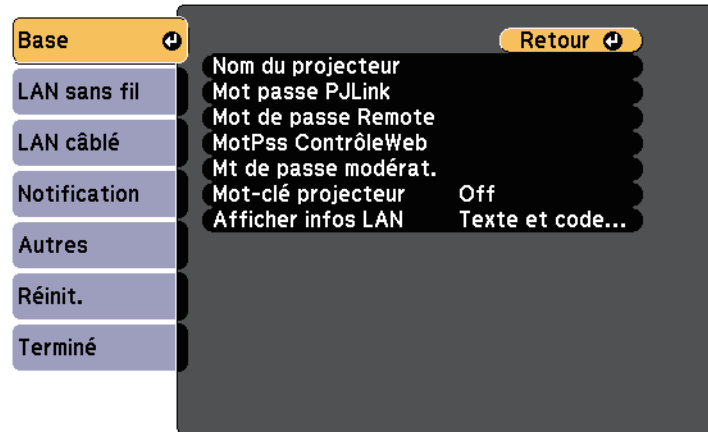 Base
LAN sans fil
LAN câblé
Notification
Autres
Réinit.
Terminé
Retour
Nom du projecteur
Mot passe PJLink
Mot de passe Remote
MotPss ContrôleWeb
Mt de passe modérat.
Mot-clé projecteur Off
Afficher infos LAN Texte et code...